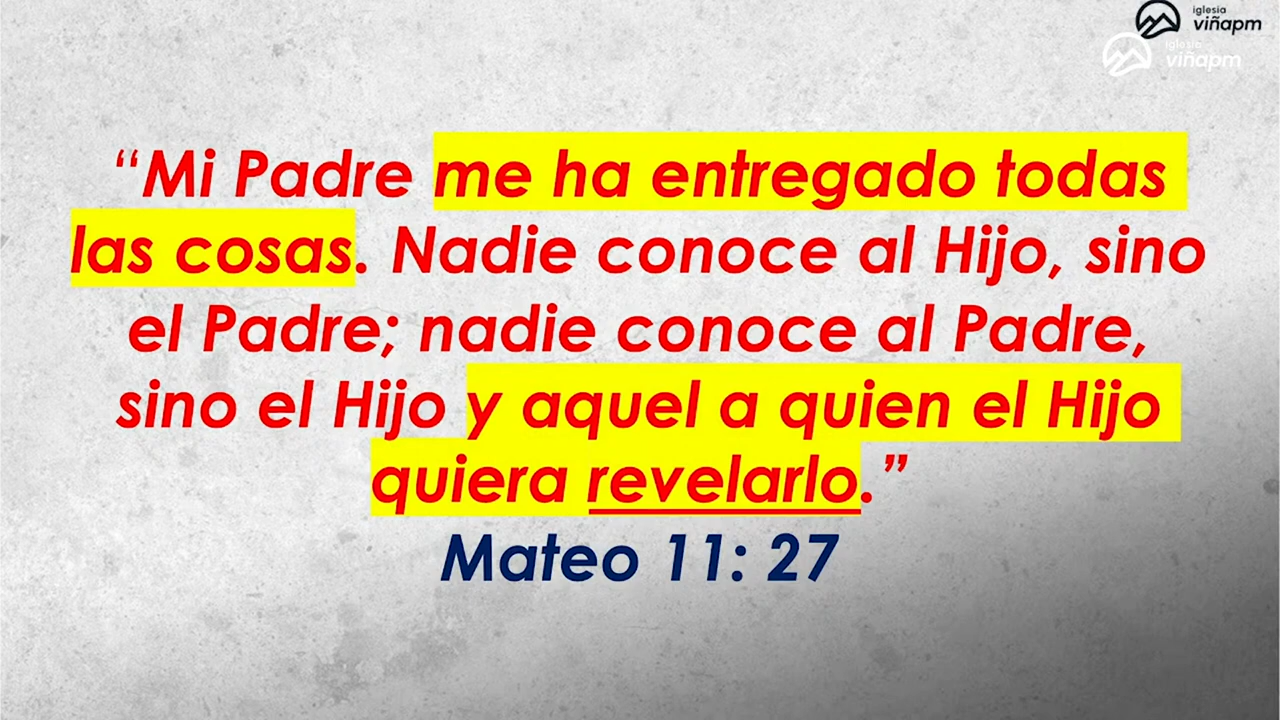 iglesia
viñapm
iglesia
viñapm
“Mi Padre me ha entregado todas
las cosas. Nadie conoce al Hijo, sino
el Padre; nadie conoce al Padre,
sino el Hijo y aquel a quien el Hijo
quiera revelarlo.”
Mateo 11: 27